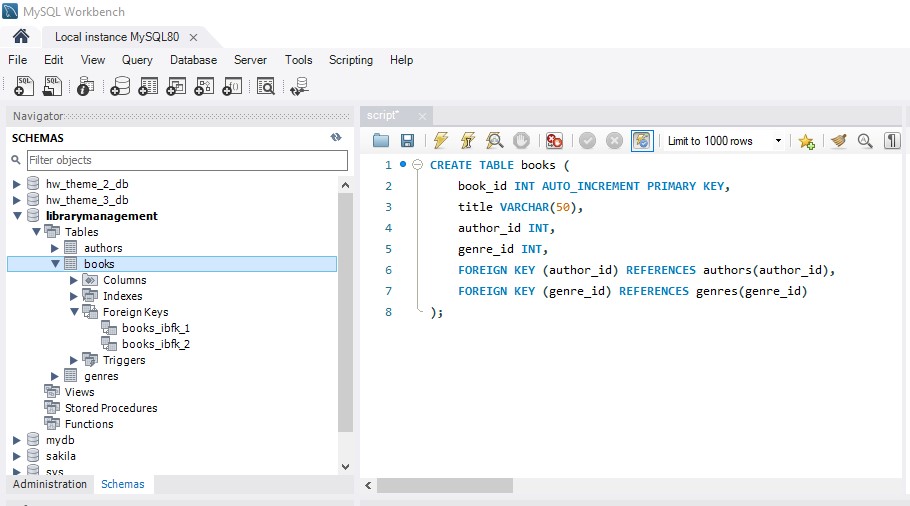 MySQL Workbench
Local instance MySQL80
File Edit View Query Database Server Tools Scripting Help
Navigator
SCHEMAS
Filter objects
hw_theme_2_db
hw_theme_3_db
librarymanagement
Tables
authors
books
Columns
Indexes
Foreign Keys
books_ibfk_1
books_ibfk_2
Triggers
genres
Views
Stored Procedures
Functions
mydb
sakila
sys
Administration Schemas
script*
Limit to 1000 rows
1 CREATE TABLE books (
2 book_id INT AUTO_INCREMENT PRIMARY KEY,
3 title VARCHAR(50),
4 author_id INT,
5 genre_id INT,
6 FOREIGN KEY (author_id) REFERENCES authors(author_id),
7 FOREIGN KEY (genre_id) REFERENCES genres(genre_id)
8 );